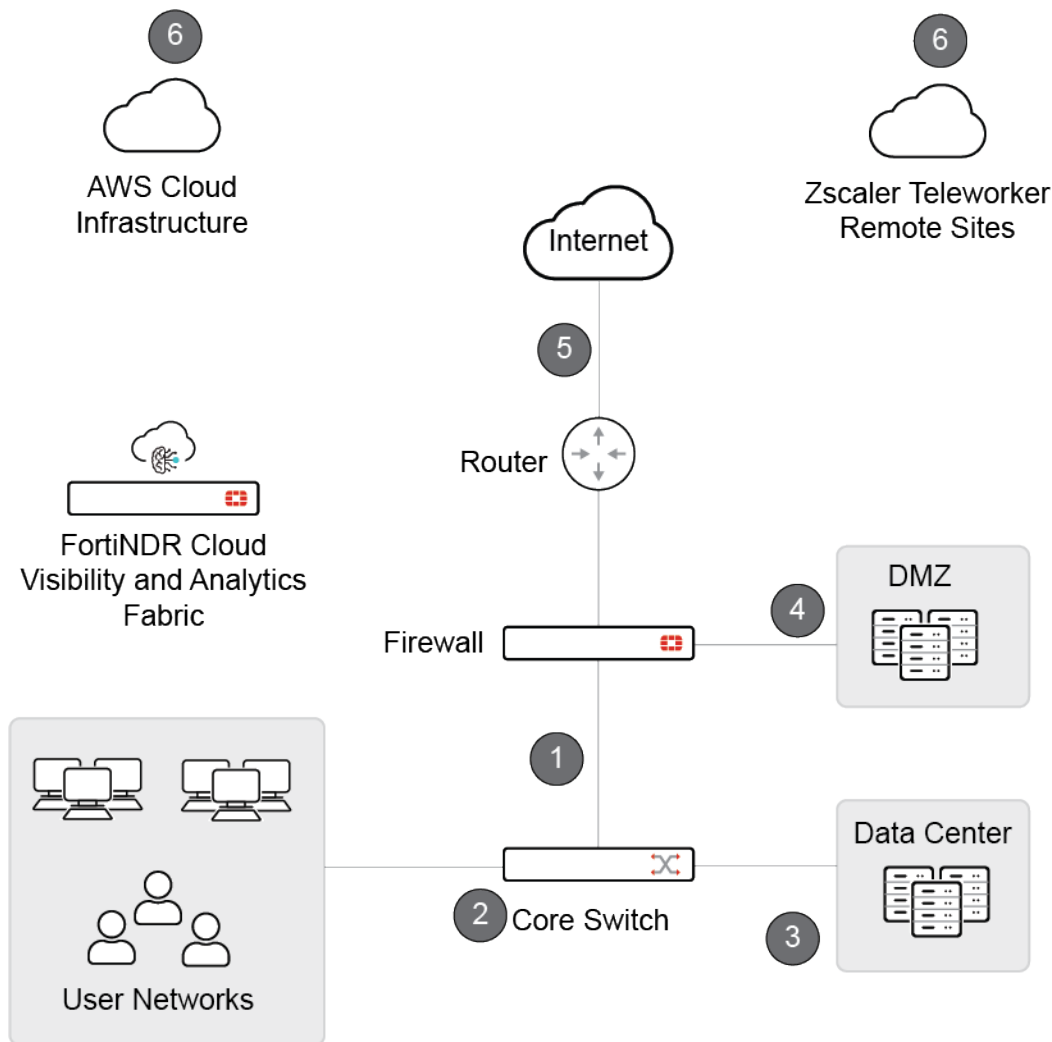 6
AWS Cloud
Infrastructure
6
Zscaler Teleworker
Remote Sites
Internet
5
Router
FortiNDR Cloud
Visibility and Analytics
Fabric
DMZ
4
Firewall
1
Data Center
2
Core Switch
3
User Networks